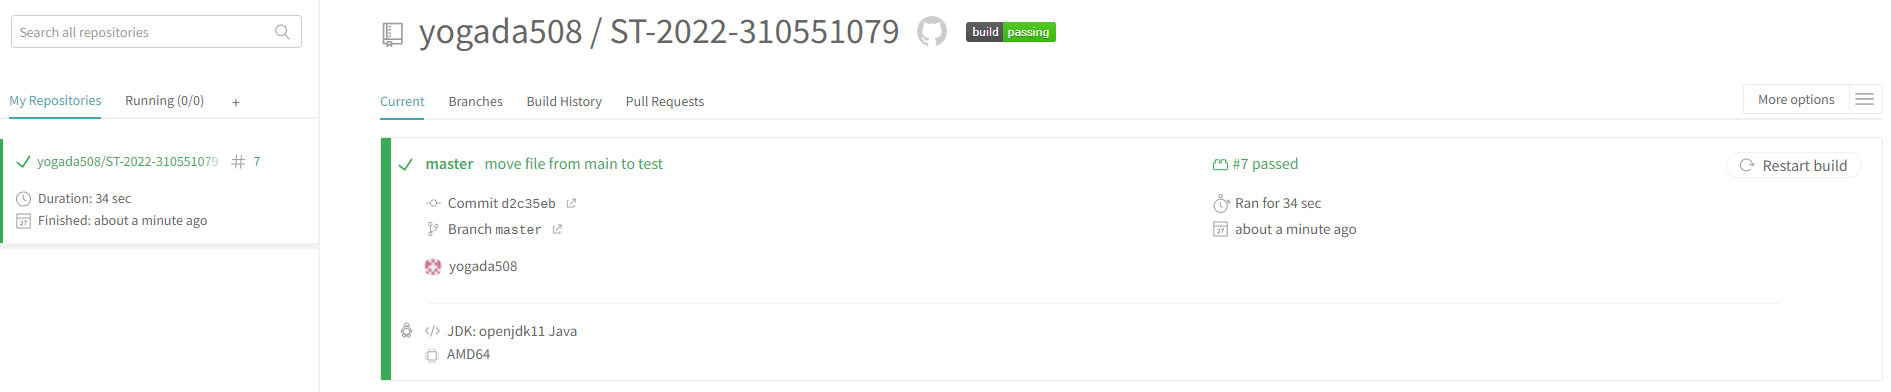 Search all repositories
My Repositories
Running (0/0)
+
yogada508/ST-2022-310551079
# 7
Duration: 34 sec
27
Finished: about a minute ago
yogada508 / ST-2022-310551079
build passing
Current
Branches
Build History
Pull Requests
More options
master move file from main to test
#7 passed
Restart build
Commit d2c35eb
Ran for 34 sec
Branch master
27
about a minute ago
yogada508
</> JDK: openjdk11 Java
AMD64